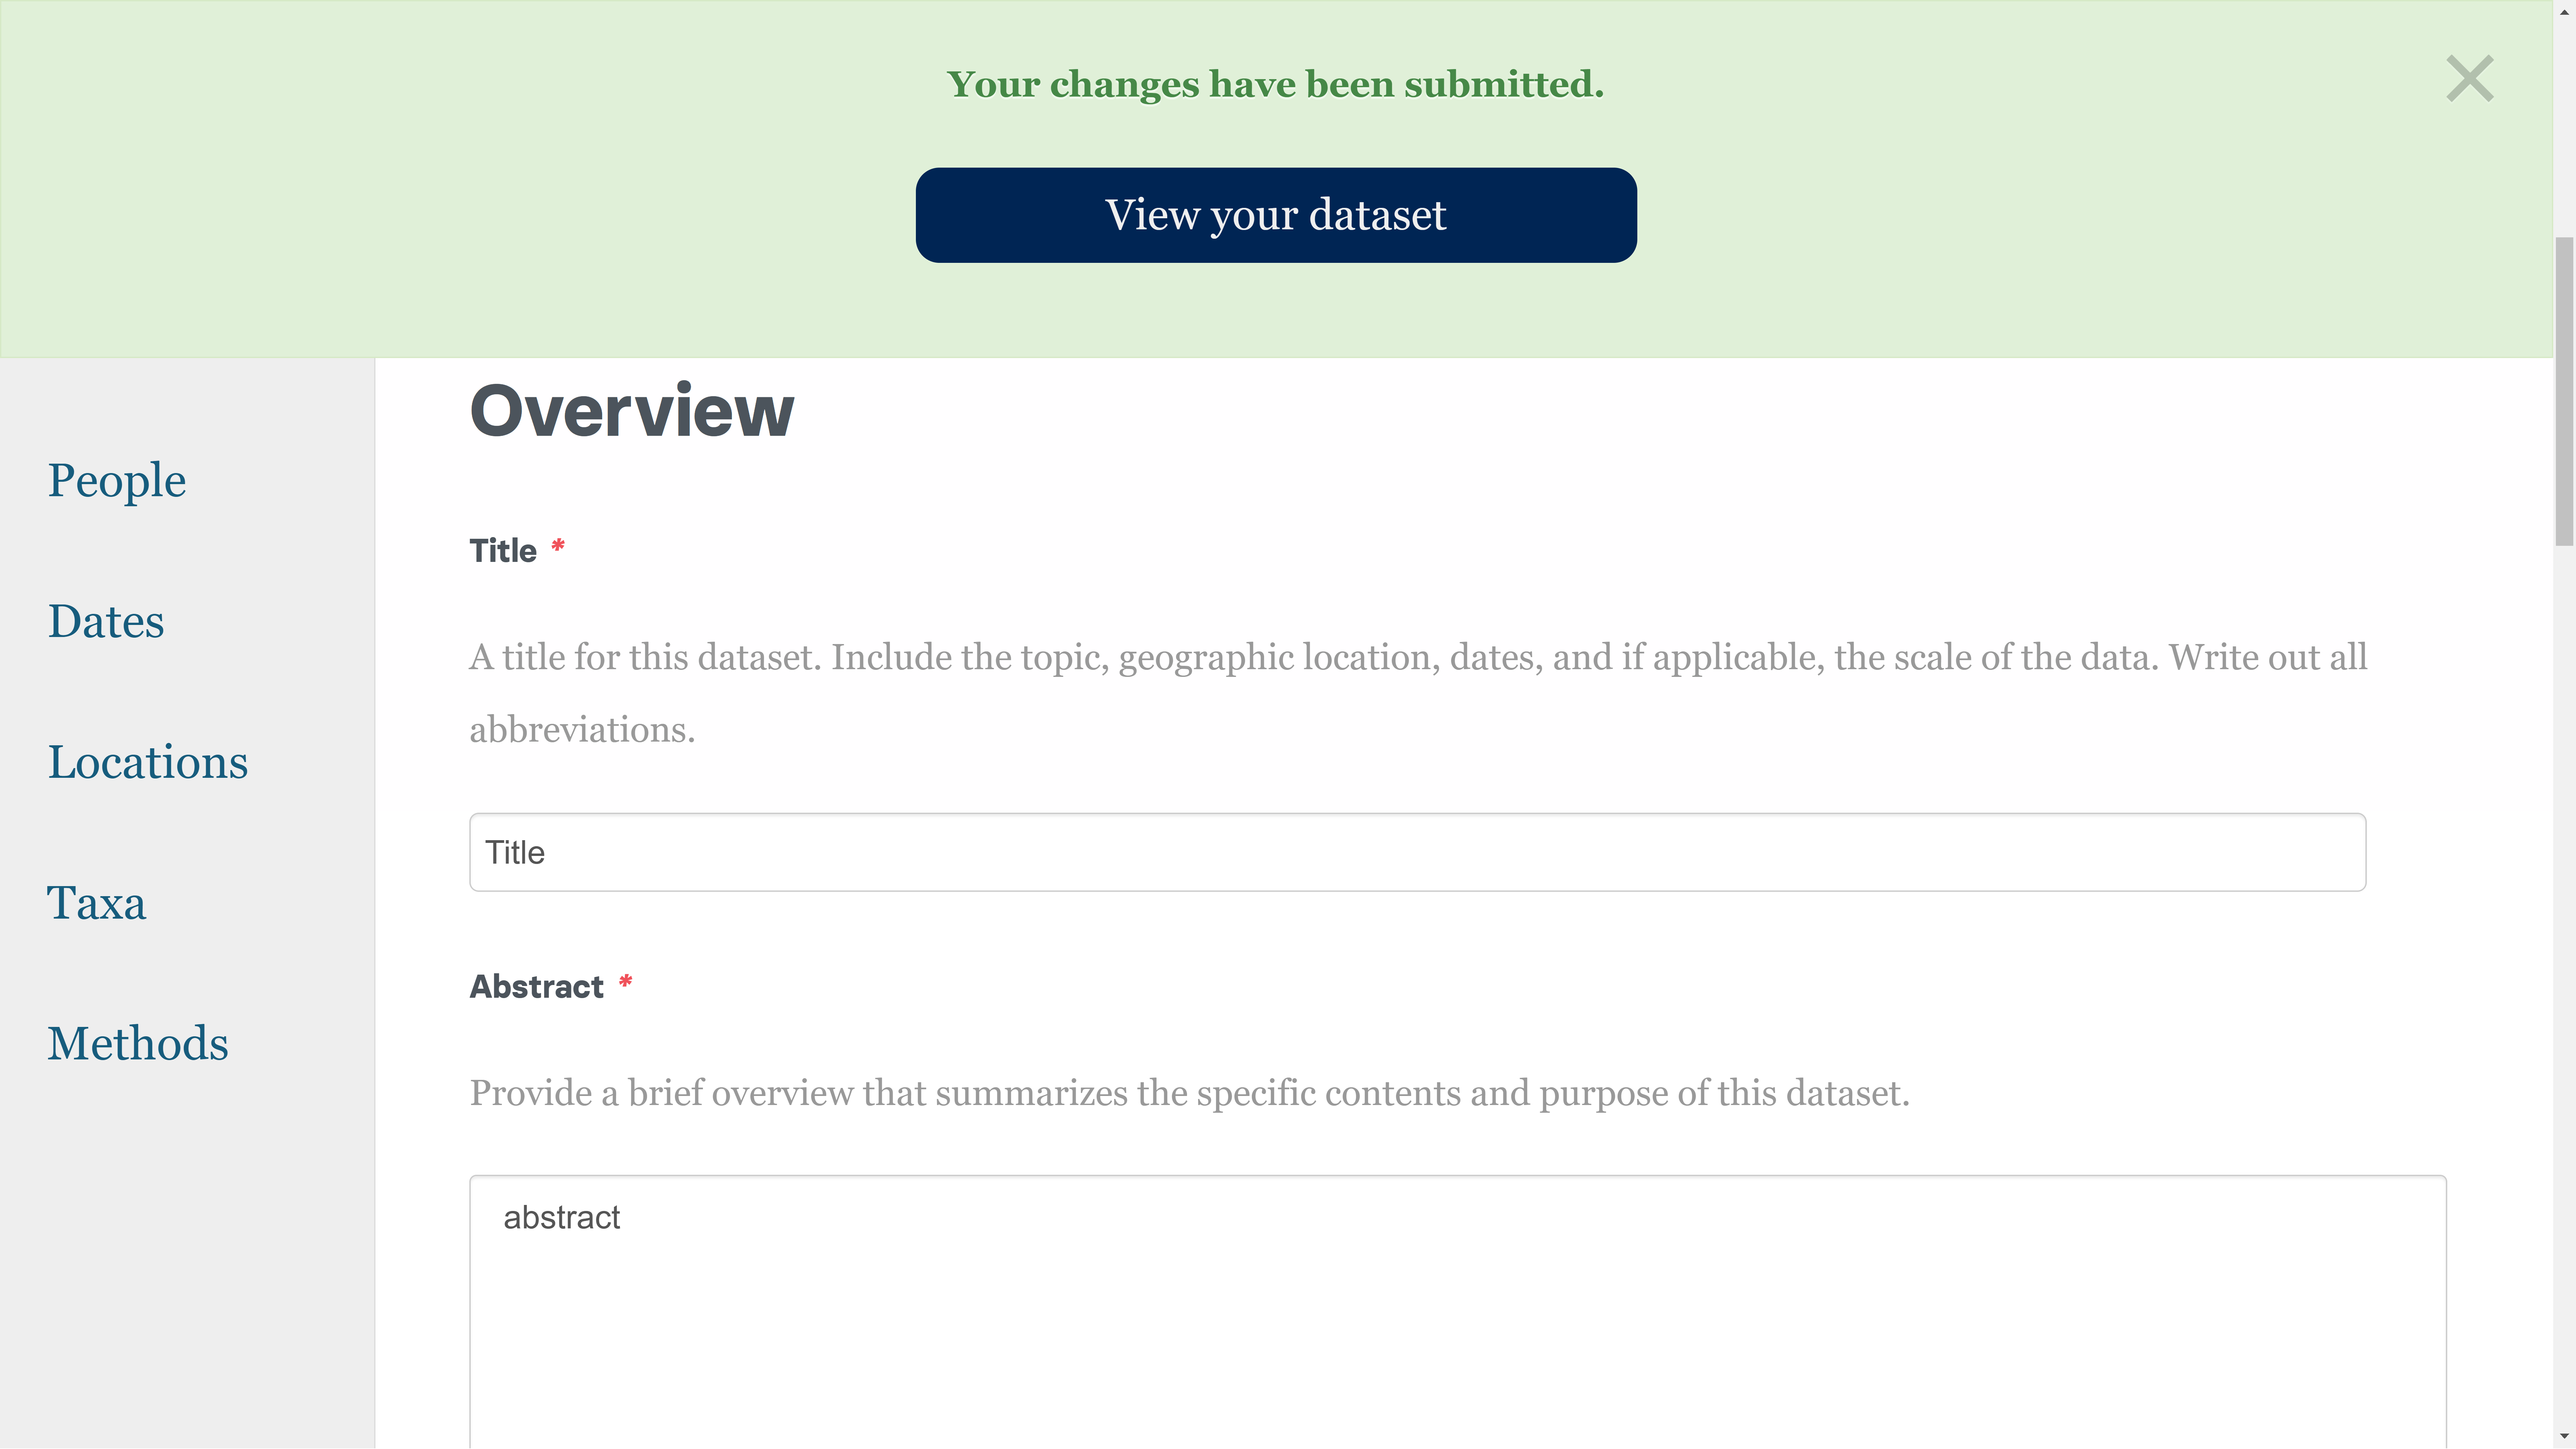 Your changes have been submitted.
View your dataset
People
Dates
Locations
Taxa
Methods
Overview
Title *
A title for this dataset. Include the topic, geographic location, dates, and if applicable, the scale of the data. Write out all
abbreviations.
Title
Abstract *
Provide a brief overview that summarizes the specific contents and purpose of this dataset.
abstract